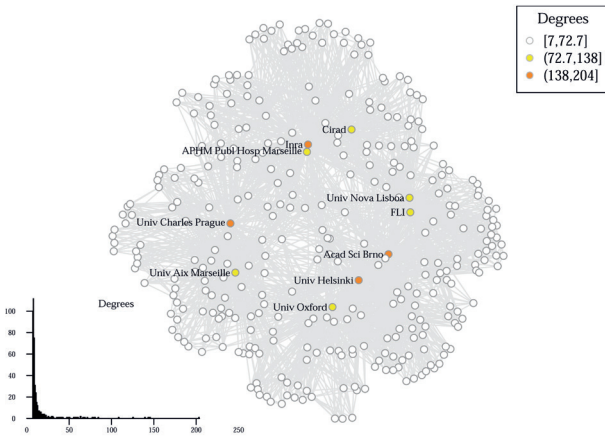 Degrees
[7,72.7]
(72.7,138]
(138,204]
Cirad
Inra
APHM Publ Hosp Marseille
Univ Nova Lisboa
FLI
Univ Charles Prague
Acad Sci Brno
Univ Aix Marseille
Univ Helsinki
Univ Oxford
Degrees
100
80
60
40
20
0
0 50 100 150 200 250